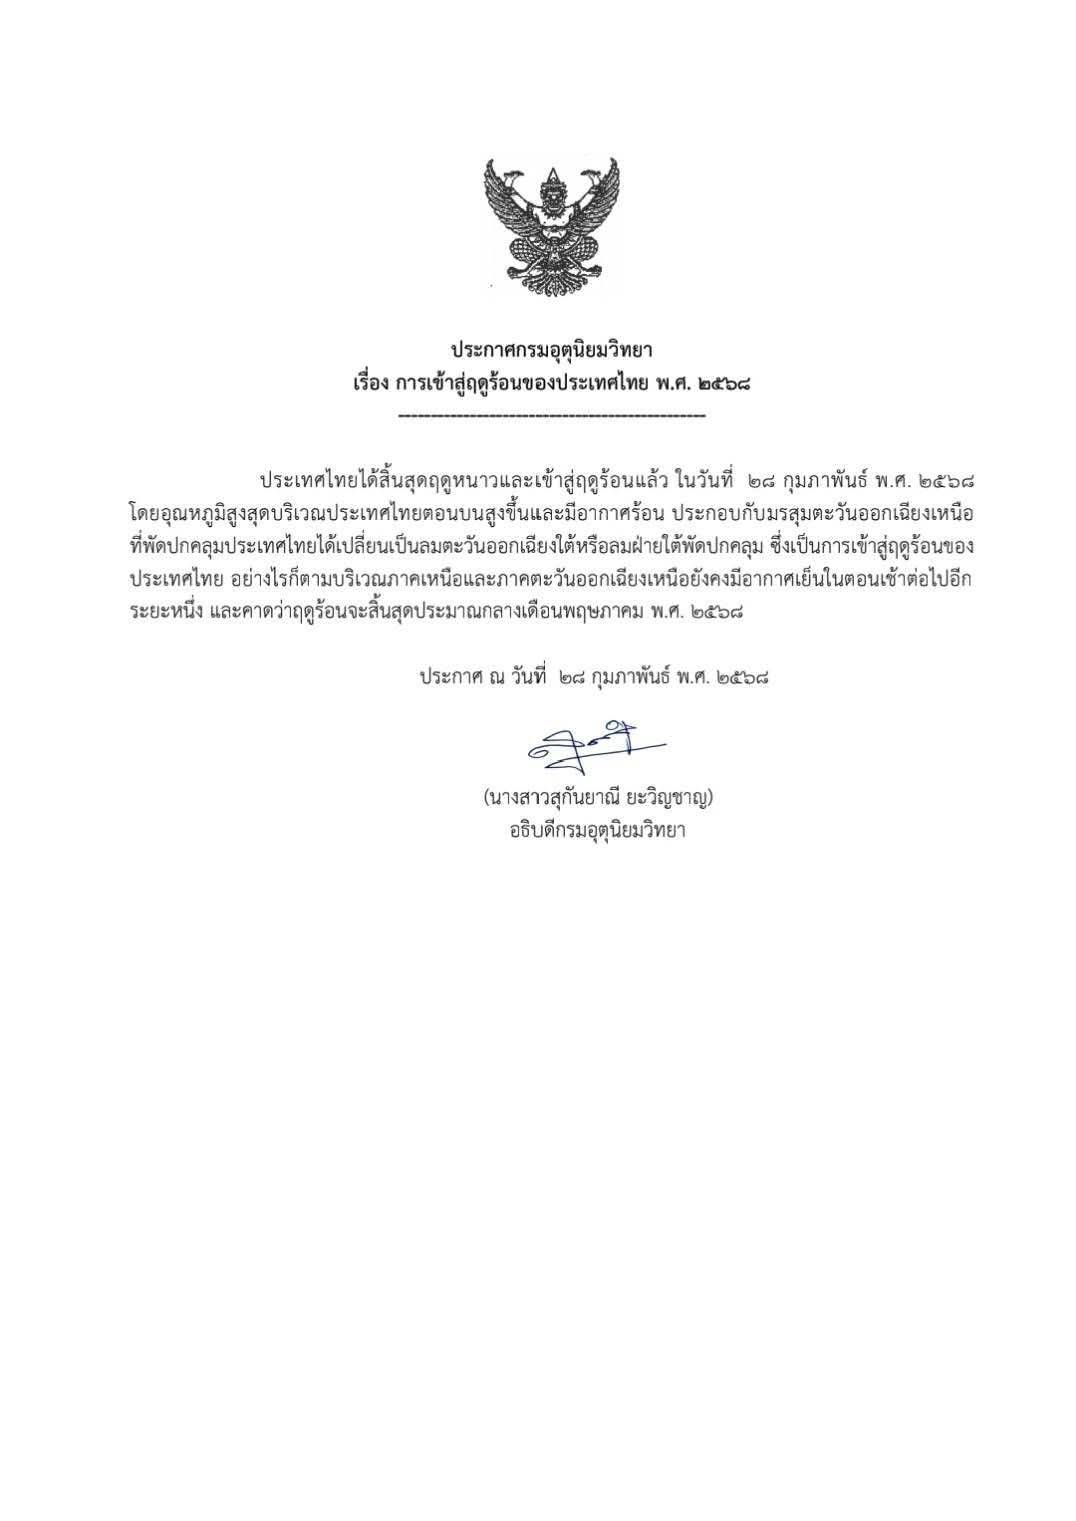 ประกาศกรมอุตุนิยมวิทยา
เรื่อง การเข้าสู่ฤดูร้อนของประเทศไทย พ.ศ. ๒๕๖๘
-----------------------------------------------
ประเทศไทยได้สิ้นสุดฤดูหนาวและเข้าสู่ฤดูร้อนแล้ว ในวันที่ ๒๘ กุมภาพันธ์ พ.ศ. ๒๕๖๘
โดยอุณหภูมิสูงสุดบริเวณประเทศไทยตอนบนสูงขึ้นและมีอากาศร้อน ประกอบกับมรสุมตะวันออกเฉียงเหนือ
ที่พัดปกคลุมประเทศไทยได้เปลี่ยนเป็นลมตะวันออกเฉียงใต้หรือลมฝ่ายใต้พัดปกคลุม ซึ่งเป็นการเข้าสู่ฤดูร้อนของ
ประเทศไทย อย่างไรก็ตามบริเวณภาคเหนือและภาคตะวันออกเฉียงเหนือยังคงมีอากาศเย็นในตอนเช้าต่อไปอีก
ระยะหนึ่ง และคาดว่าฤดูร้อนจะสิ้นสุดประมาณกลางเดือนพฤษภาคม พ.ศ. ๒๕๖๘
ประกาศ ณ วันที่ ๒๘ กุมภาพันธ์ พ.ศ. ๒๕๖๘
(นางสาวสุกันยาณี ยะวิญชาญ)
อธิบดีกรมอุตุนิยมวิทยา